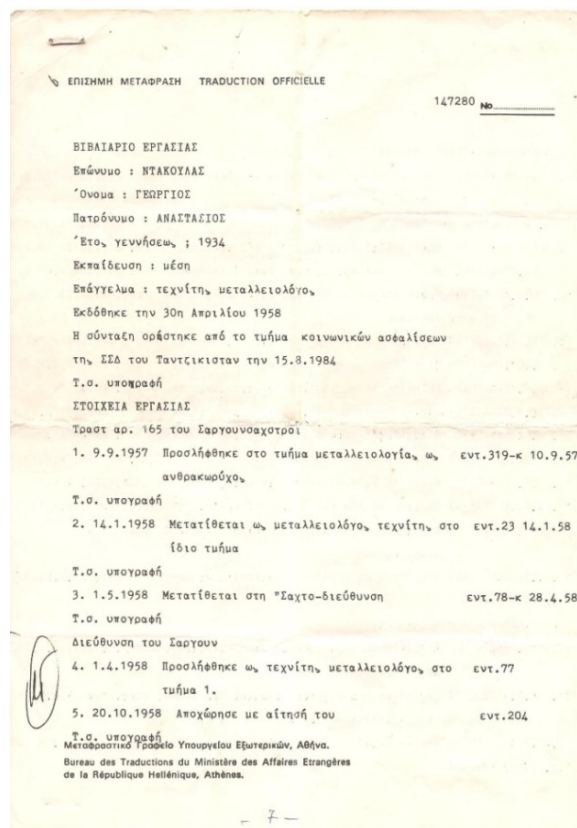 ΕΠΙΣΗΜΗ ΜΕΤΑΦΡΑΣΗ TRADUCTION OFFICIELLE
147280 No
ΒΙΒΛΙΑΡΙΟ ΕΡΓΑΣΙΑΣ
Επώνυμο : ΝΤΑΚΟΥΛΑΣ
Όνομα : ΓΕΩΡΓΙΟΣ
Πατρόνυμο : ΑΝΑΣΤΑΣΙΟΣ
Έτος γεννήσεως ; 1934
Εκπαίδευση : μέση
Επάγγελμα : τεχνίτης μεταλλειολόγος
Εκδόθηκε την 30η Απριλίου 1958
Η σύνταξη ορίστηκε από το τμήμα κοινωνικών ασφαλίσεων
της ΣΣΔ του Ταντζικισταν την 15.8.1984
Τ.σ. υπογραφή
ΣΤΟΙΧΕΙΑ ΕΡΓΑΣΙΑΣ
Τραστ αρ. 165 του Σαργουνσαχστροϊ
1. 9.9.1957 Προσλήφθηκε στο τμήμα μεταλλειολογίας ως εντ.319-κ 10.9.57
ανθρακωρύχος
Τ.σ. υπογραφή
2. 14.1.1958 Μετατίθεται ως μεταλλειολόγος τεχνίτης στο εντ.23 14.1.58
ίδιο τμήμα
Τ.σ. υπογραφή
3. 1.5.1958 Μετατίθεται στη "Σαχτο-διεύθυνση εντ.78-κ 28.4.58
Τ.σ. υπογραφή
Διεύθυνση του Σαργουν
4. 1.4.1958 Προσλήφθηκε ως τεχνίτης μεταλλειολόγος στο εντ.77
τμήμα 1.
5. 20.10.1958 Αποχώρησε με αίτησή του εντ.204
Τ.σ. υπογραφή
Μεταφραστικό Γραφείο Υπουργείου Εξωτερικών, Αθήνα.
Bureau des Traductions du Ministère des Affaires Etrangères
de la République Hellénique, Athènes.
- 7 -